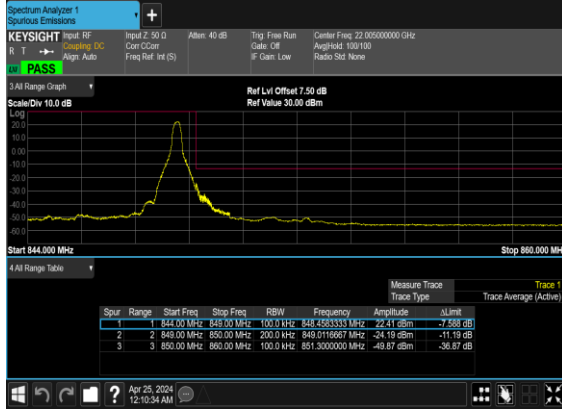 Spectrum Analyzer 1
Spurious Emissions
+
KEYSIGHT Input: RF Input Z: 50 Ω Atten: 40 dB Trig: Free Run Center Freq: 22.005000000 GHz
R T Coupling: DC Corr CCorr Gate: Off Avg|Hold: 100/100
Align: Auto Freq Ref: Int (S) IF Gain: Low Radio Std: None
PASS
3 All Range Graph
Ref Lvl Offset 7.50 dB
Scale/Div 10.0 dB Ref Value 30.00 dBm
Log
20.0
10.0
0.00
-10.0
-20.0
-30.0
-40.0
-50.0
-60.0
Start 844.000 MHz Stop 860.000 MH
4 All Range Table
Measure Trace Trace 1
Trace Type Trace Average (Active)
Spur Range Start Freq Stop Freq RBW Frequency Amplitude ΔLimit
1 1 844.00 MHz 849.00 MHz 100.0 kHz 848.4583333 MHz 22.41 dBm -7.588 dB
2 2 849.00 MHz 850.00 MHz 200.0 kHz 849.0116667 MHz -24.19 dBm -11.19 dB
3 3 850.00 MHz 860.00 MHz 100.0 kHz 851.3000000 MHz -49.87 dBm -36.87 dB
? Apr 25, 2024
12:10:34 AM